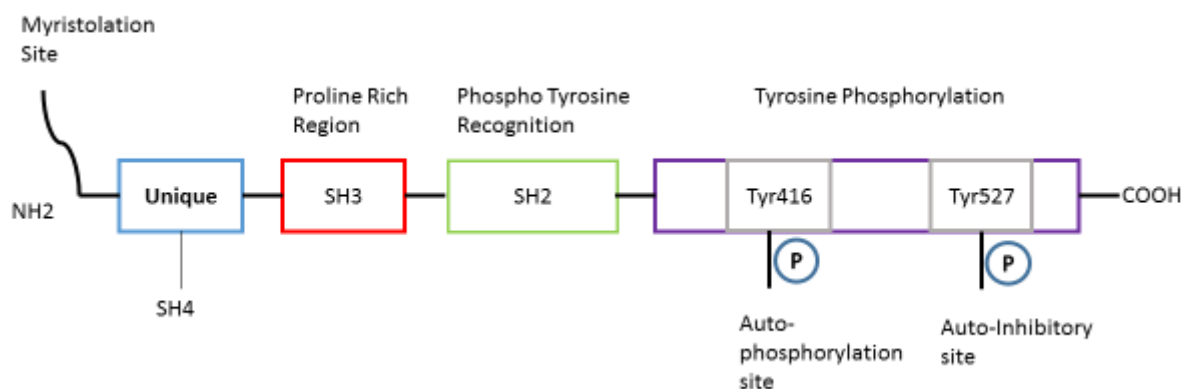 Myristolation
Site
Proline Rich
Region
Phospho Tyrosine
Recognition
Tyrosine Phosphorylation
NH2
Unique
SH3
SH2
Tyr416
Tyr527
COOH
P
P
SH4
Auto-
phosphorylation
site
Auto-Inhibitory
site